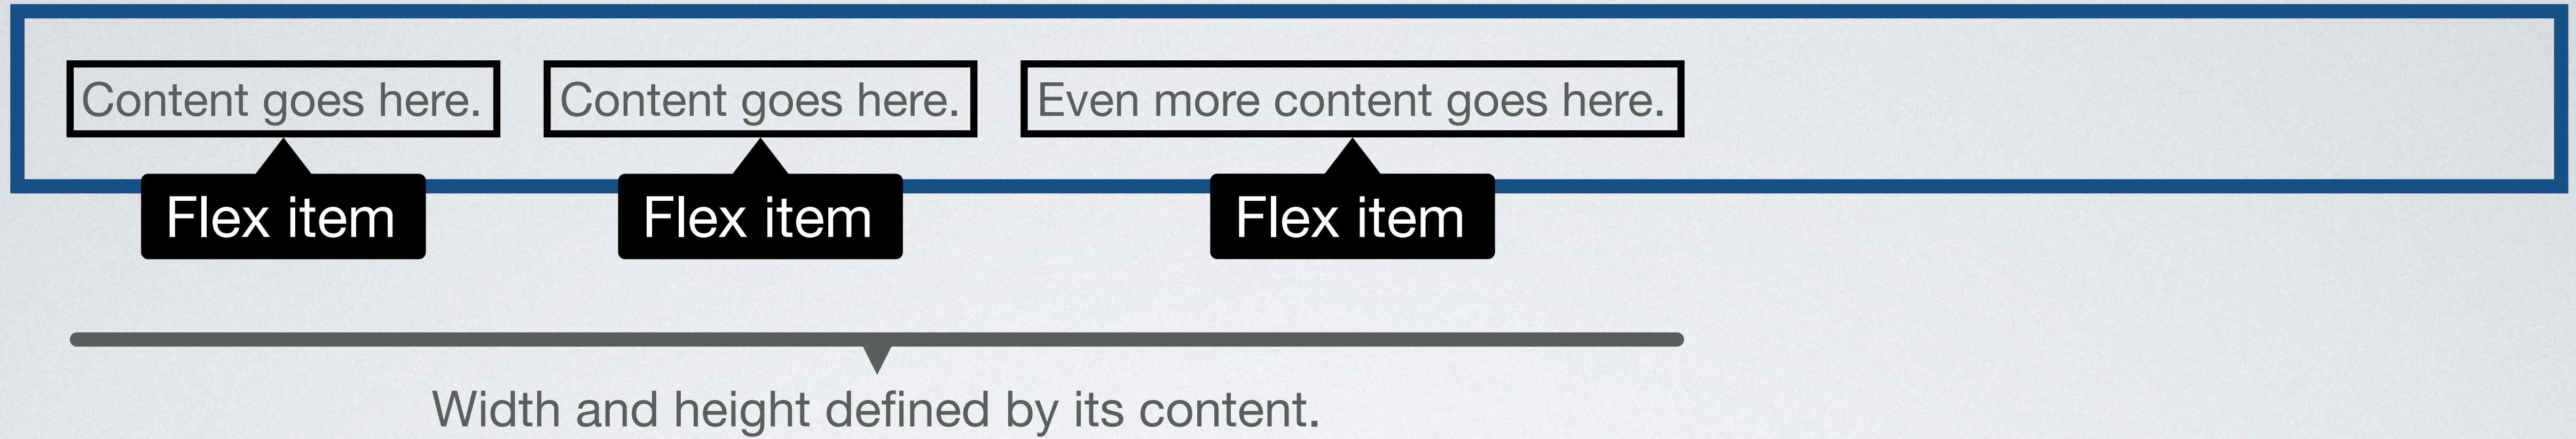 Content goes here.
Content goes here.
Even more content goes here.
Flex item
Flex item
Flex item
Width and height defined by its content.